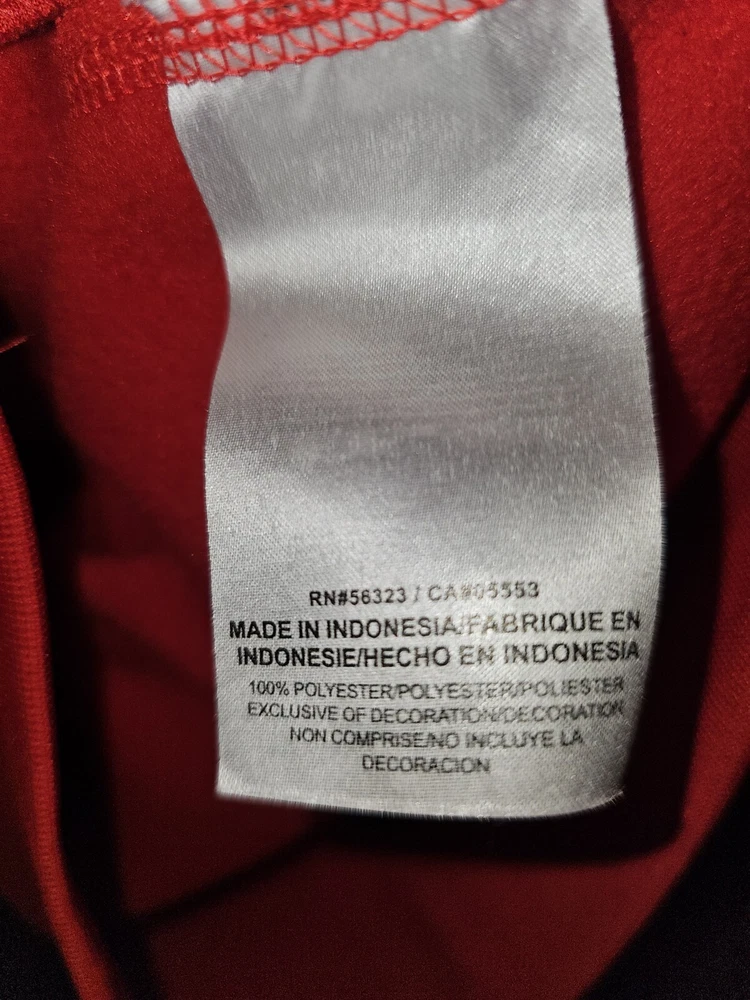 RN#56323 / CA#05553
MADE IN INDONESIA/FABRIQUE EN
INDONESIE/HECHO EN INDONESIA
100% POLYESTER/POLYESTER/POLIESTER
EXCLUSIVE OF DECORATION/DECORATION
NON COMPRISE/NO INCLUYE LA
DECORACION